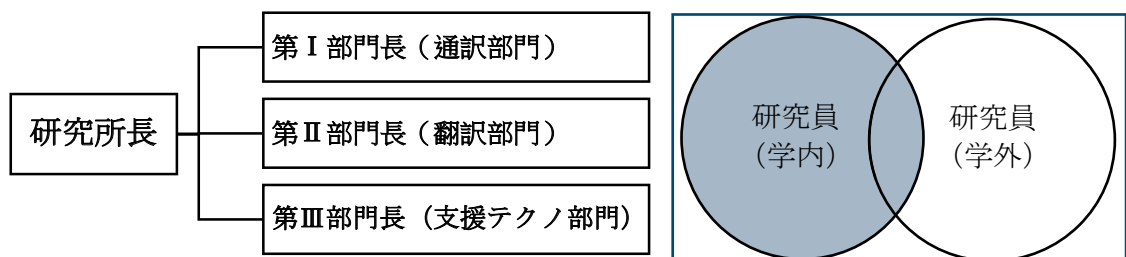 研究所長
第Ⅰ部門長（通訳部門）
第Ⅱ部門長（翻訳部門）
第Ⅲ部門長（支援テクノ部門）
研究員
（学内）
研究員
（学外）